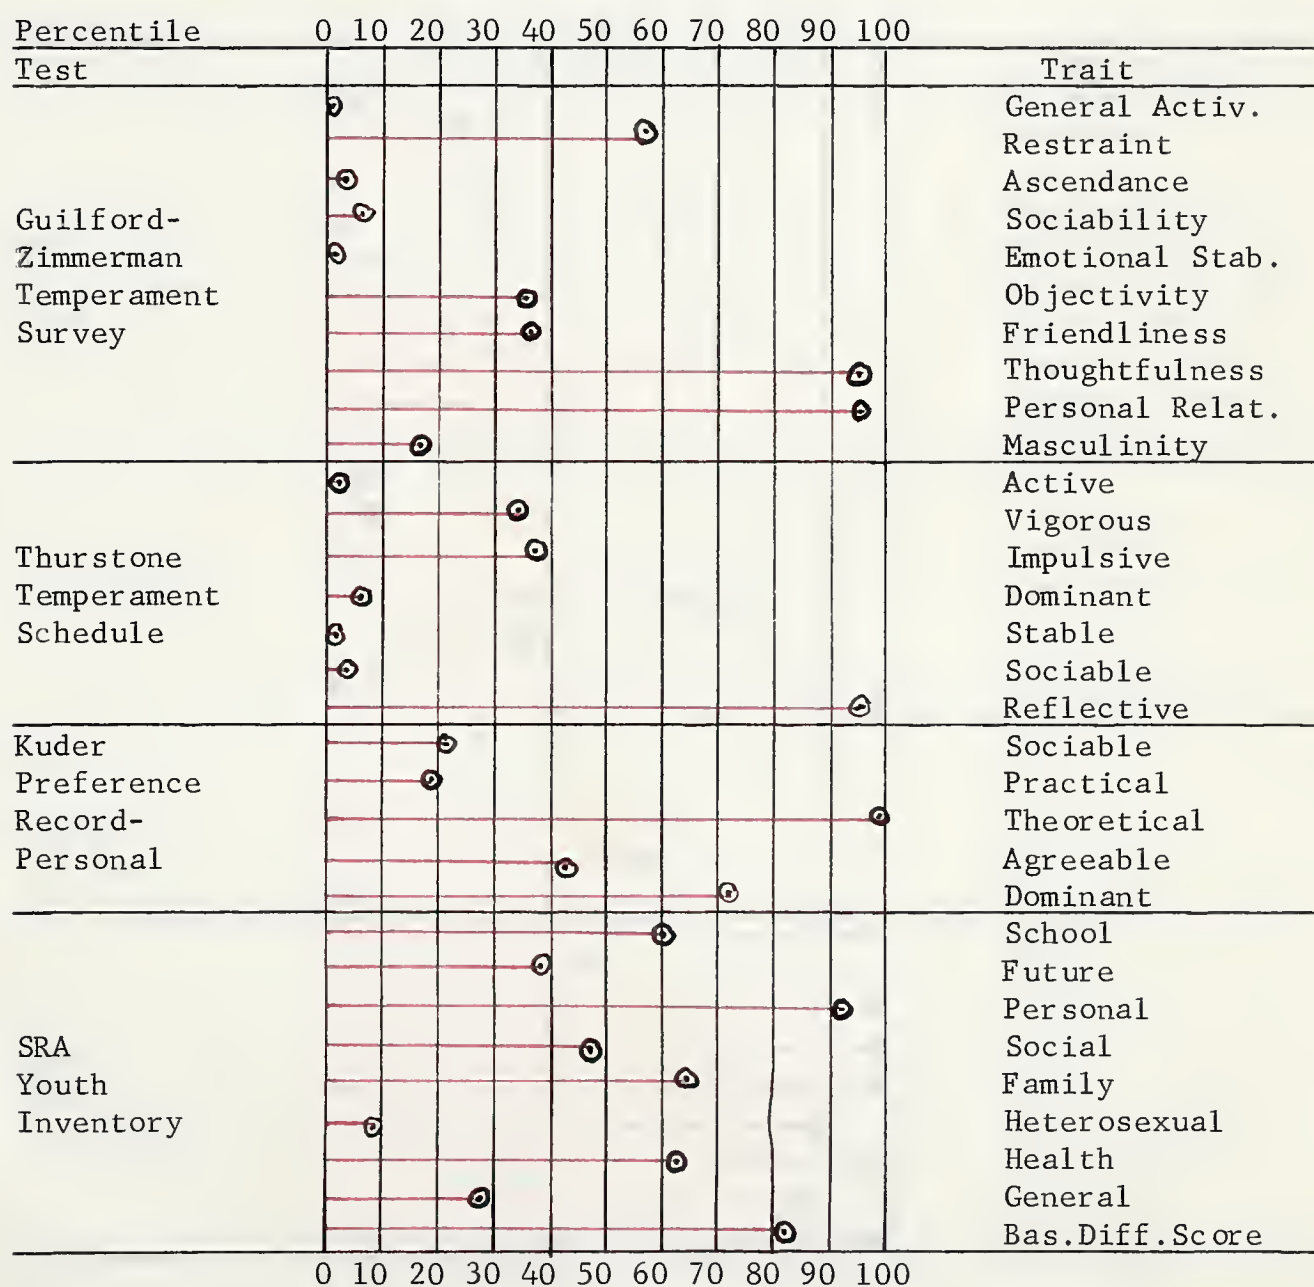 Percentile 0 10 20 30 40 50 60 70 80 90 100
Test Trait
General Activ.
Restraint
Ascendance
Guilford- Sociability
Zimmerman Emotional Stab.
Temperament Objectivity
Survey Friendliness
Thoughtfulness
Personal Relat.
Masculinity
Active
Vigorous
Thurstone Impulsive
Temperament Dominant
Schedule Stable
Sociable
Reflective
Kuder Sociable
Preference Practical
Record- Theoretical
Personal Agreeable
Dominant
School
Future
Personal
SRA Social
Youth Family
Inventory Heterosexual
Health
General
Bas.Diff.Score
0 10 20 30 40 50 60 70 80 90 100